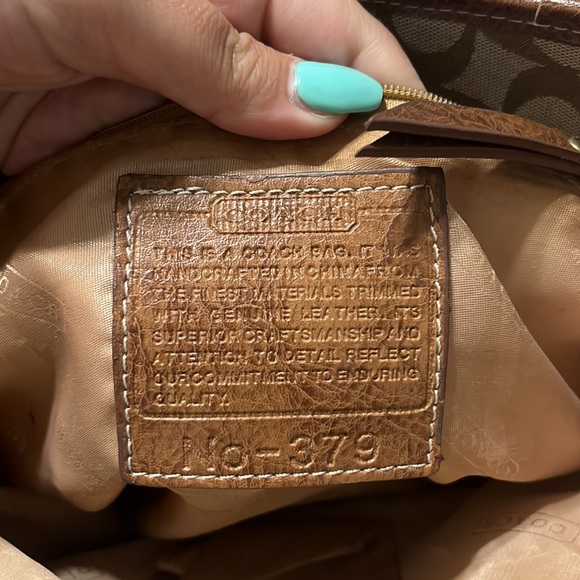 COACH
THIS IS A COACH BAG. IT WAS
HANDCRAFTED IN CHINA FROM
THE FINEST MATERIALS TRIMMED
WITH GENUINE LEATHER. ITS
SUPERIOR CRAFTSMANSHIP AND
ATTENTION TO DETAIL REFLECT
OUR COMMITMENT TO ENDURING
QUALITY.
No-379
COACH